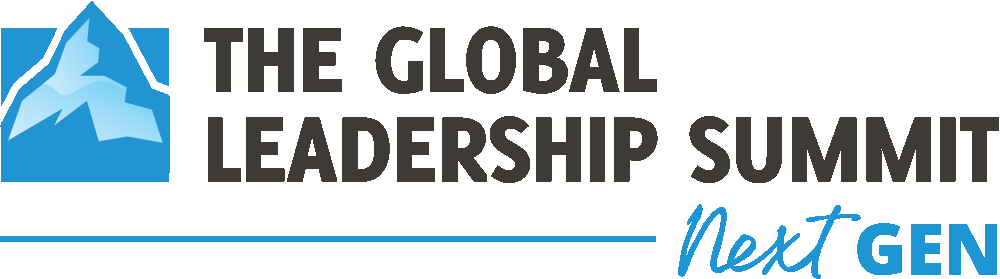 THE GLOBAL
LEADERSHIP SUMMIT
Next GEN